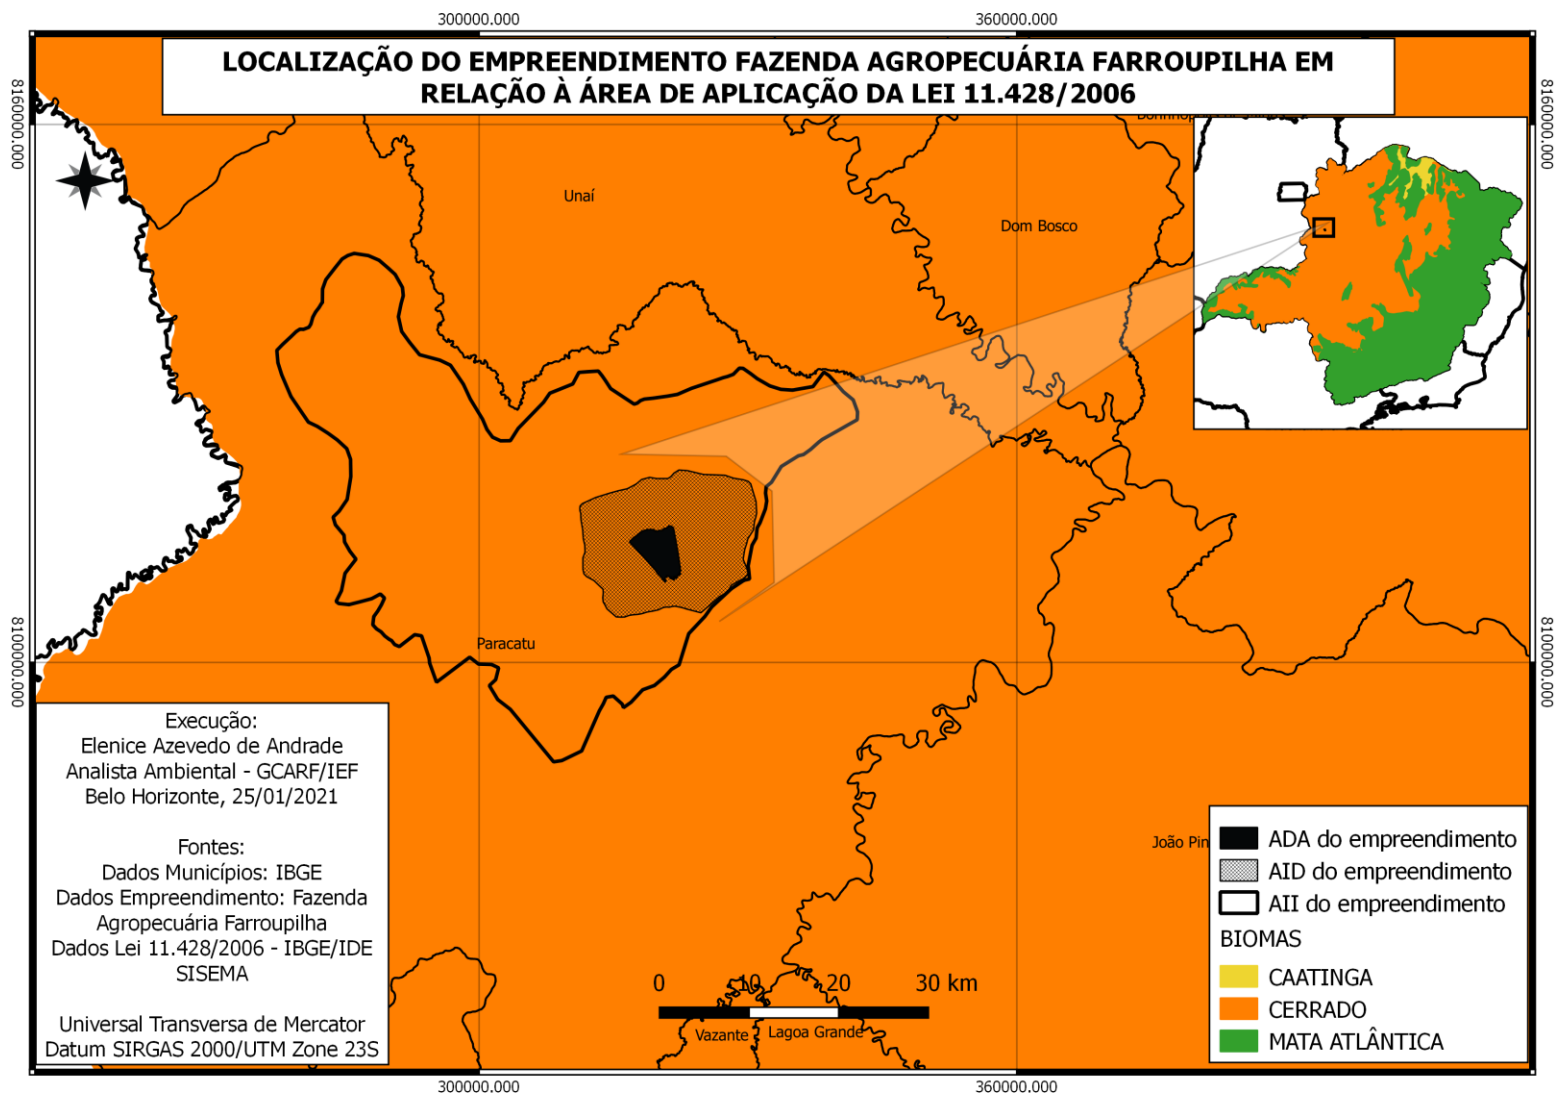 300000.000
360000.000
LOCALIZAÇÃO DO EMPREENDIMENTO FAZENDA AGROPECUÁRIA FARROUPILHA EM
RELAÇÃO À ÁREA DE APLICAÇÃO DA LEI 11.428/2006
8160000.000
8160000.000
Unaí
Dom Bosco
Paracatu
8100000.000
8100000.000
Execução:
Elenice Azevedo de Andrade
Analista Ambiental - GCARF/IEF
Belo Horizonte, 25/01/2021
Fontes:
Dados Municípios: IBGE
Dados Empreendimento: Fazenda
Agropecuária Farroupilha
Dados Lei 11.428/2006 - IBGE/IDE
SISEMA
Universal Transversa de Mercator
Datum SIRGAS 2000/UTM Zone 23S
João Pin
ADA do empreendimento
AID do empreendimento
AII do empreendimento
BIOMAS
CAATINGA
CERRADO
MATA ATLÂNTICA
0 10 20 30 km
Vazante
Lagoa Grande
300000.000
360000.000